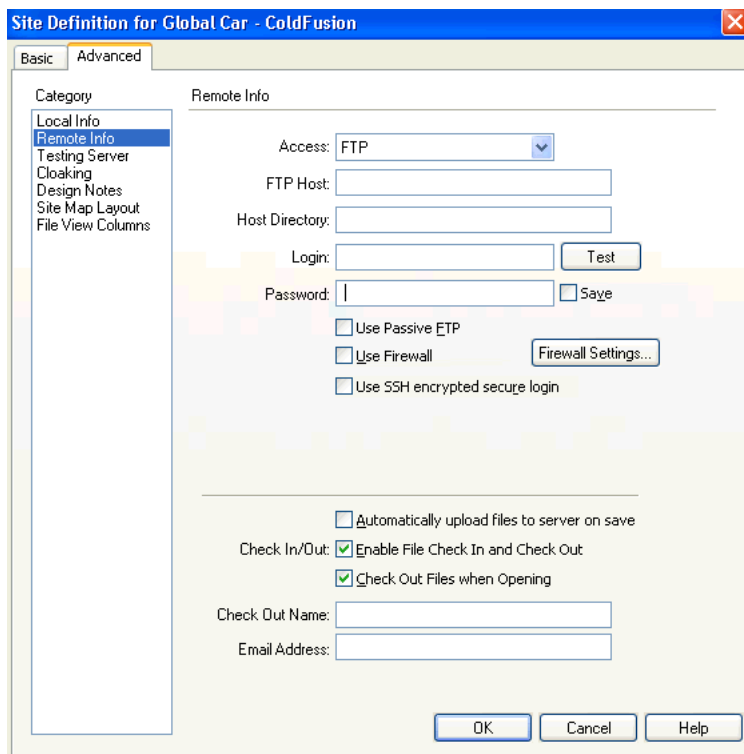 Site Definition for Global Car - ColdFusion
Basic
Advanced
Category
Local Info
Remote Info
Testing Server
Cloaking
Design Notes
Site Map Layout
File View Columns
Remote Info
Access: FTP
FTP Host:
Host Directory:
Login:
Test
Password:
Save
Use Passive FTP
Use Firewall
Firewall Settings...
Use SSH encrypted secure login
Automatically upload files to server on save
Check In/Out: Enable File Check In and Check Out
Check Out Files when Opening
Check Out Name:
Email Address:
OK
Cancel
Help